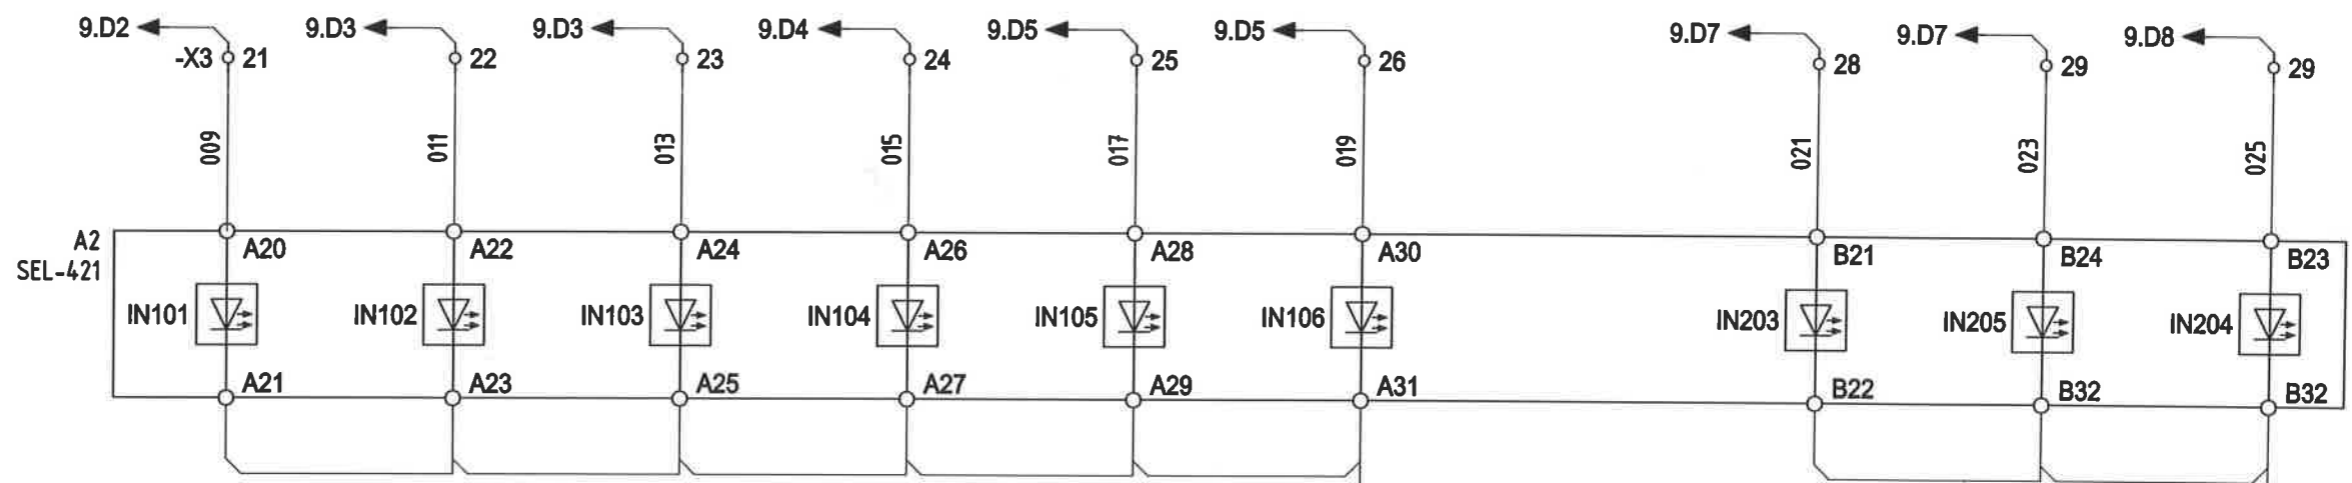 9.D2 9.D3 9.D3 9.D4 9.D5 9.D5 9.D7 9.D7 9.D8
-X3 21 22 23 24 25 26 28 29 29
009 011 013 015 017 019 021 023 025
A2 A20 A22 A24 A26 A28 A30 B21 B24 B23
SEL-421
IN101 IN102 IN103 IN104 IN105 IN106 IN203 IN205 IN204
A21 A23 A25 A27 A29 A31 B22 B32 B32